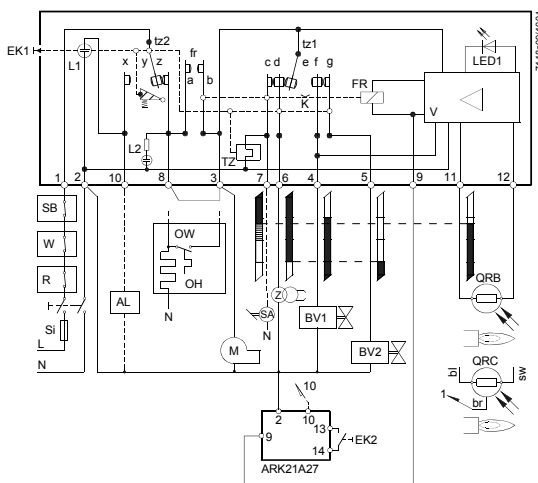 tz2
EK1
L1
x
y
z
fr
a
b
tz1
c d
e
f
g
K
FR
LED1
V
L2
TZ
1
2
10
8
3
7
6
4
5
9
11
12
SB
W
R
Si
L
N
AL
OW
OH
N
M
Z
SA
N
BV1
BV2
QRB
QRC
bl
sw
1
br
10
2
10
9
13
14
EK2
ARK21A27